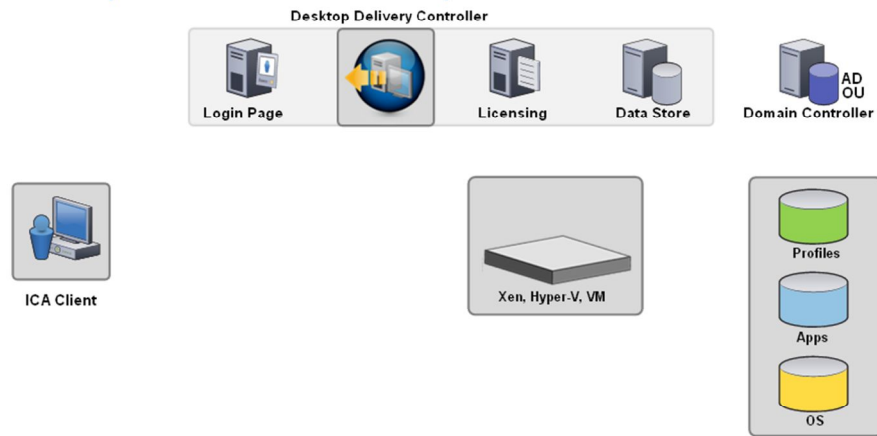 Desktop Delivery Controller
Login Page
Licensing
Data Store
AD
OU
Domain Controller
ICA Client
Xen, Hyper-V, VM
Profiles
Apps
OS